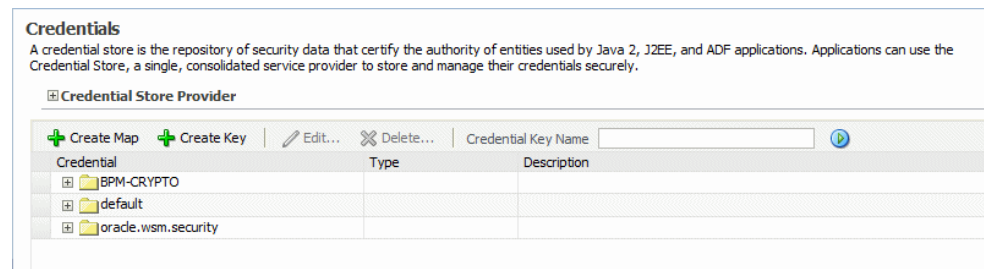 Credentials
A credential store is the repository of security data that certify the authority of entities used by Java 2, J2EE, and ADF applications. Applications can use the
Credential Store, a single, consolidated service provider to store and manage their credentials securely.
Credential Store Provider
Create Map Create Key Edit... Delete... Credential Key Name
Credential Type Description
BPM-CRYPTO
default
oracle.wsm.security